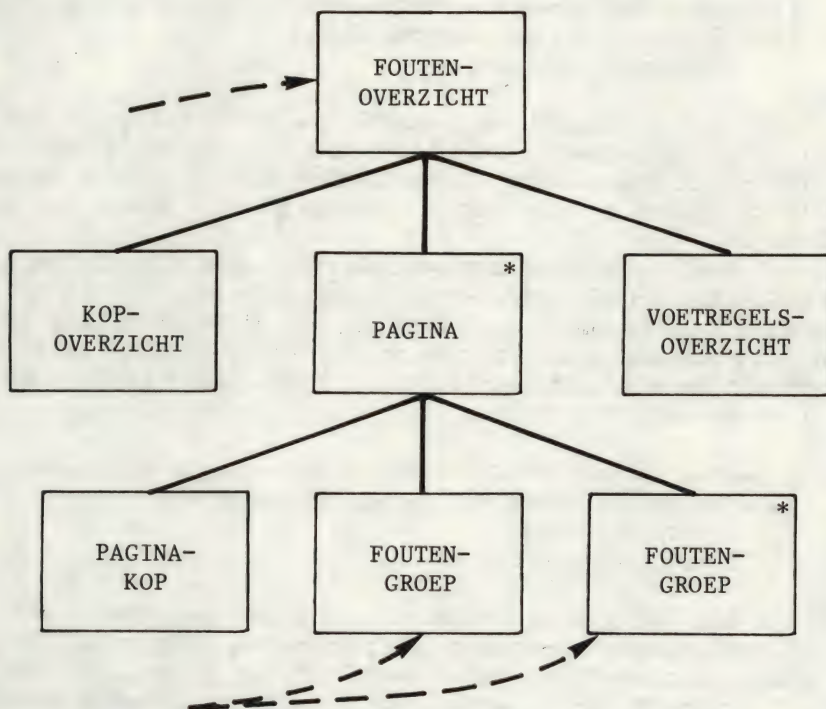 FOUTEN-
OVERZICHT
KOP-
OVERZICHT
*
PAGINA
VOETREGELS-
OVERZICHT
PAGINA-
KOP
FOUTEN-
GROEP
*
FOUTEN-
GROEP